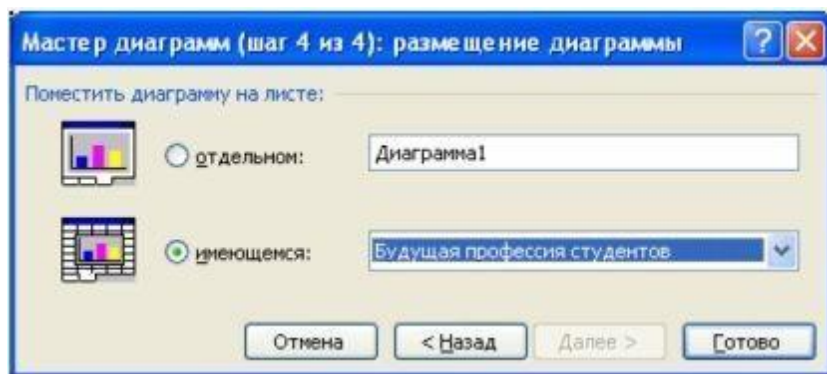 Мастер диаграмм (шаг 4 из 4): размещение диаграммы
Поместить диаграмму на листе:
отдельном: Диаграмма1
имеющемся: Будущая профессия студентов
Отмена < Назад Далее > Готово